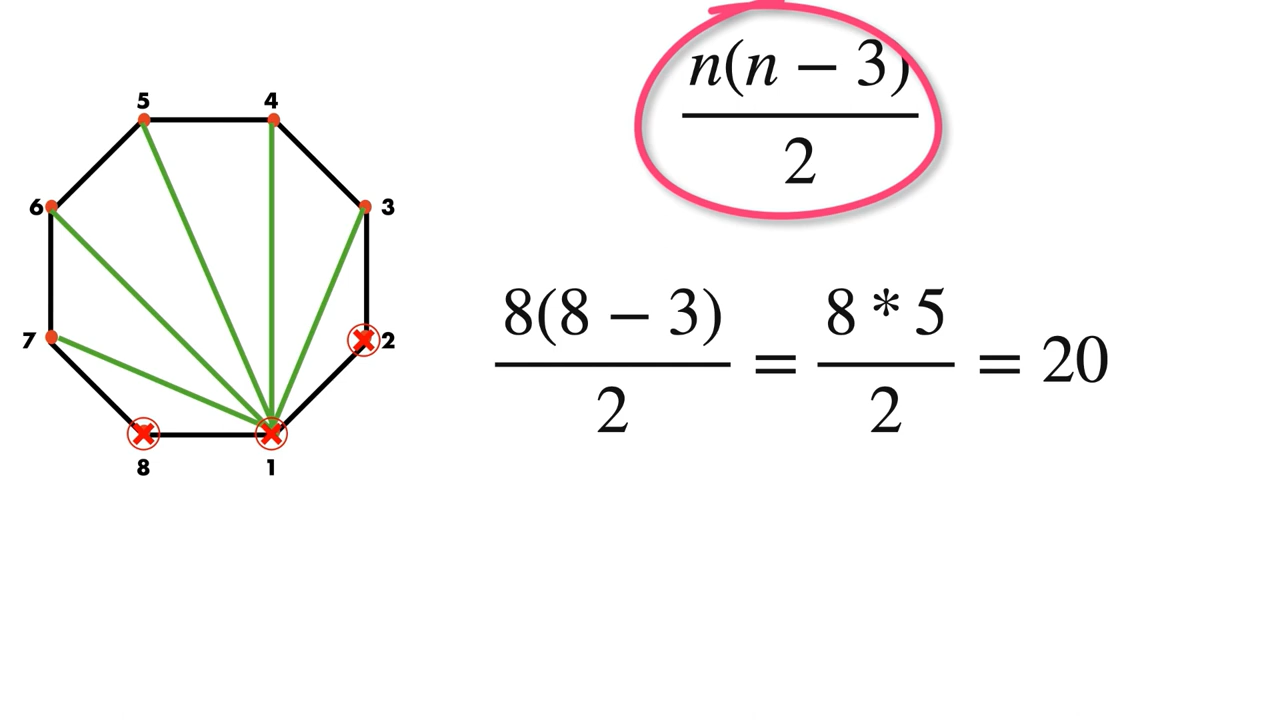 5 4
6 3
7 2
8 1
n(n − 3)
2
8(8 − 3) 8 * 5
= = 20
2 2